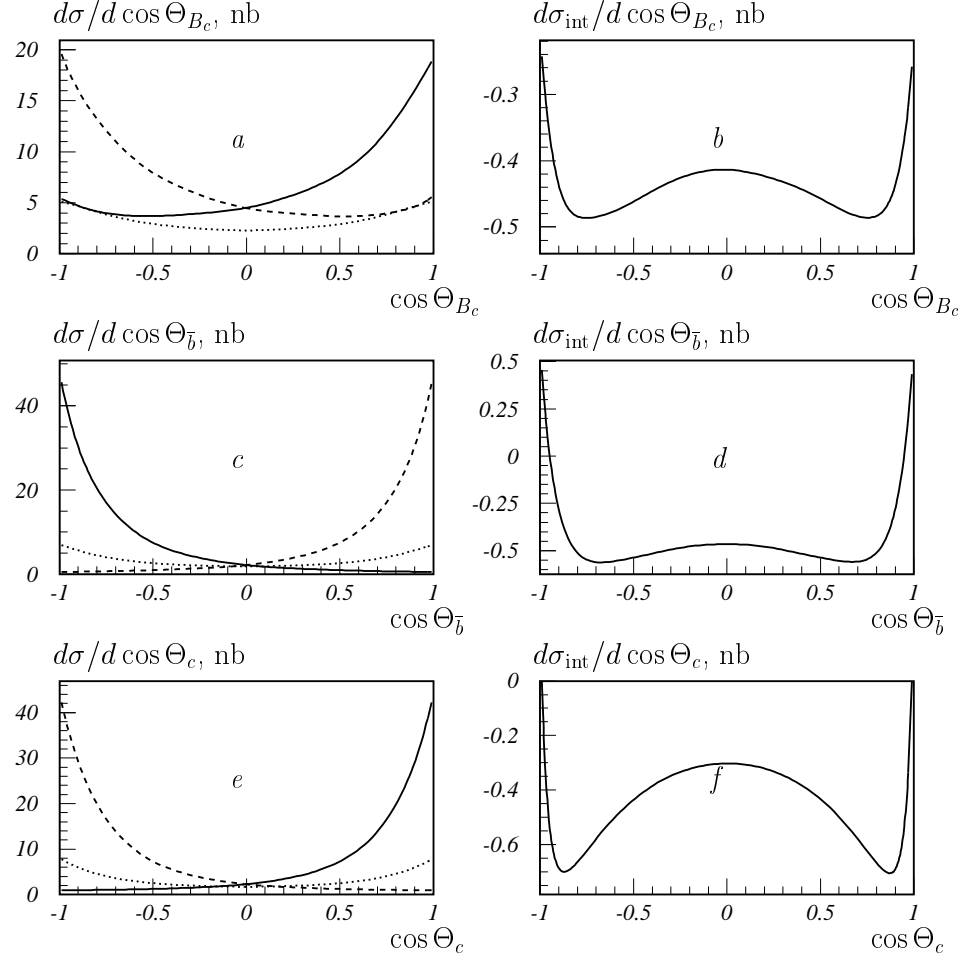 dσ/d cos Θ_{B_c}, nb
20
15
10
5
0
a
-1 -0.5 0 0.5 1
cos Θ_{B_c}
dσ_int/d cos Θ_{B_c}, nb
-0.3
-0.4
-0.5
b
-1 -0.5 0 0.5 1
cos Θ_{B_c}
dσ/d cos Θ_{b̄}, nb
40
20
0
c
-1 -0.5 0 0.5 1
cos Θ_{b̄}
dσ_int/d cos Θ_{b̄}, nb
0.5
0.25
0
-0.25
-0.5
d
-1 -0.5 0 0.5 1
cos Θ_{b̄}
dσ/d cos Θ_c, nb
40
30
20
10
0
e
-1 -0.5 0 0.5 1
cos Θ_c
dσ_int/d cos Θ_c, nb
0
-0.2
-0.4
-0.6
f
-1 -0.5 0 0.5 1
cos Θ_c